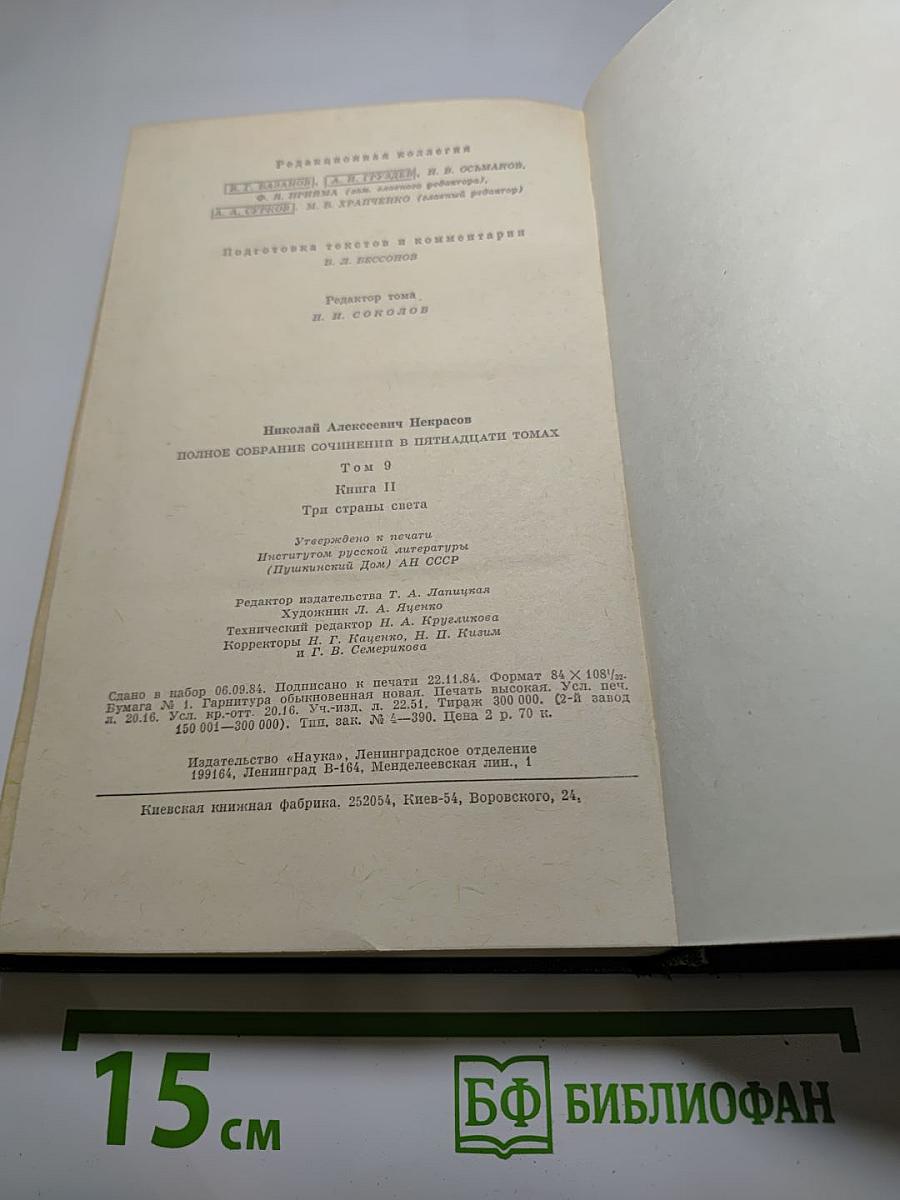 Редакционная коллегия
В. Г. БАЗАНОВ, А. И. ГРУЗДЕВ, Н. В. ОСЬМАКОВ,
Ф. Я. ПРИЙМА (зам. главного редактора),
А. А. СУРКОВ, М. Б. ХРАПЧЕНКО (главный редактор)
Подготовка текстов и комментарии
Б. Л. БЕССОНОВ
Редактор тома
Н. Н. СОКОЛОВ
Николай Алексеевич Некрасов
ПОЛНОЕ СОБРАНИЕ СОЧИНЕНИЙ В ПЯТНАДЦАТИ ТОМАХ
Том 9
Книга II
Три страны света
Утверждено к печати
Институтом русской литературы
(Пушкинский Дом) АН СССР
Редактор издательства Т. А. Лапицкая
Художник Л. А. Яценко
Технический редактор Н. А. Кругликова
Корректоры Н. Г. Каценко, Н. П. Кизим
и Г. В. Семерикова
Сдано в набор 06.09.84. Подписано к печати 22.11.84. Формат 84 × 108 1/32.
Бумага № 1. Гарнитура обыкновенная новая. Печать высокая. Усл. печ.
л. 20.16. Усл. кр.-отт. 20.16. Уч.-изд. л. 22.51. Тираж 300 000. (2-й завод
150 001—300 000). Тип. зак. № 4—390. Цена 2 р. 70 к.
Издательство «Наука», Ленинградское отделение
199164, Ленинград В-164, Менделеевская лин., 1
Киевская книжная фабрика. 252054, Киев-54, Воровского, 24.
15 см
БФ БИБЛИОФАН